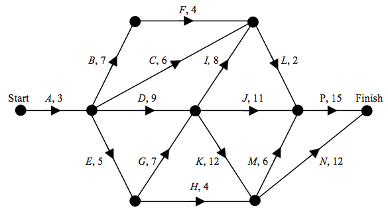 F, 4
B, 7
C, 6
I, 8
L, 2
Start
A, 3
D, 9
J, 11
P, 15
Finish
E, 5
G, 7
K, 12
M, 6
N, 12
H, 4